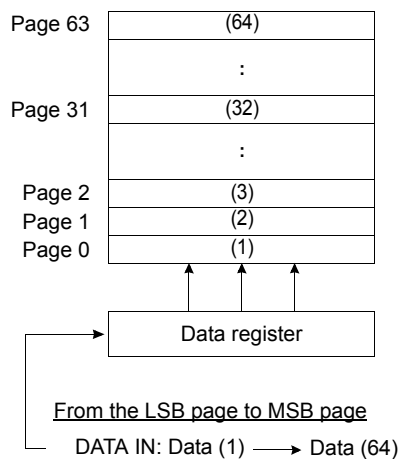 Page 63 (64)
:
Page 31 (32)
:
Page 2 (3)
Page 1 (2)
Page 0 (1)
Data register
From the LSB page to MSB page
DATA IN: Data (1) Data (64)